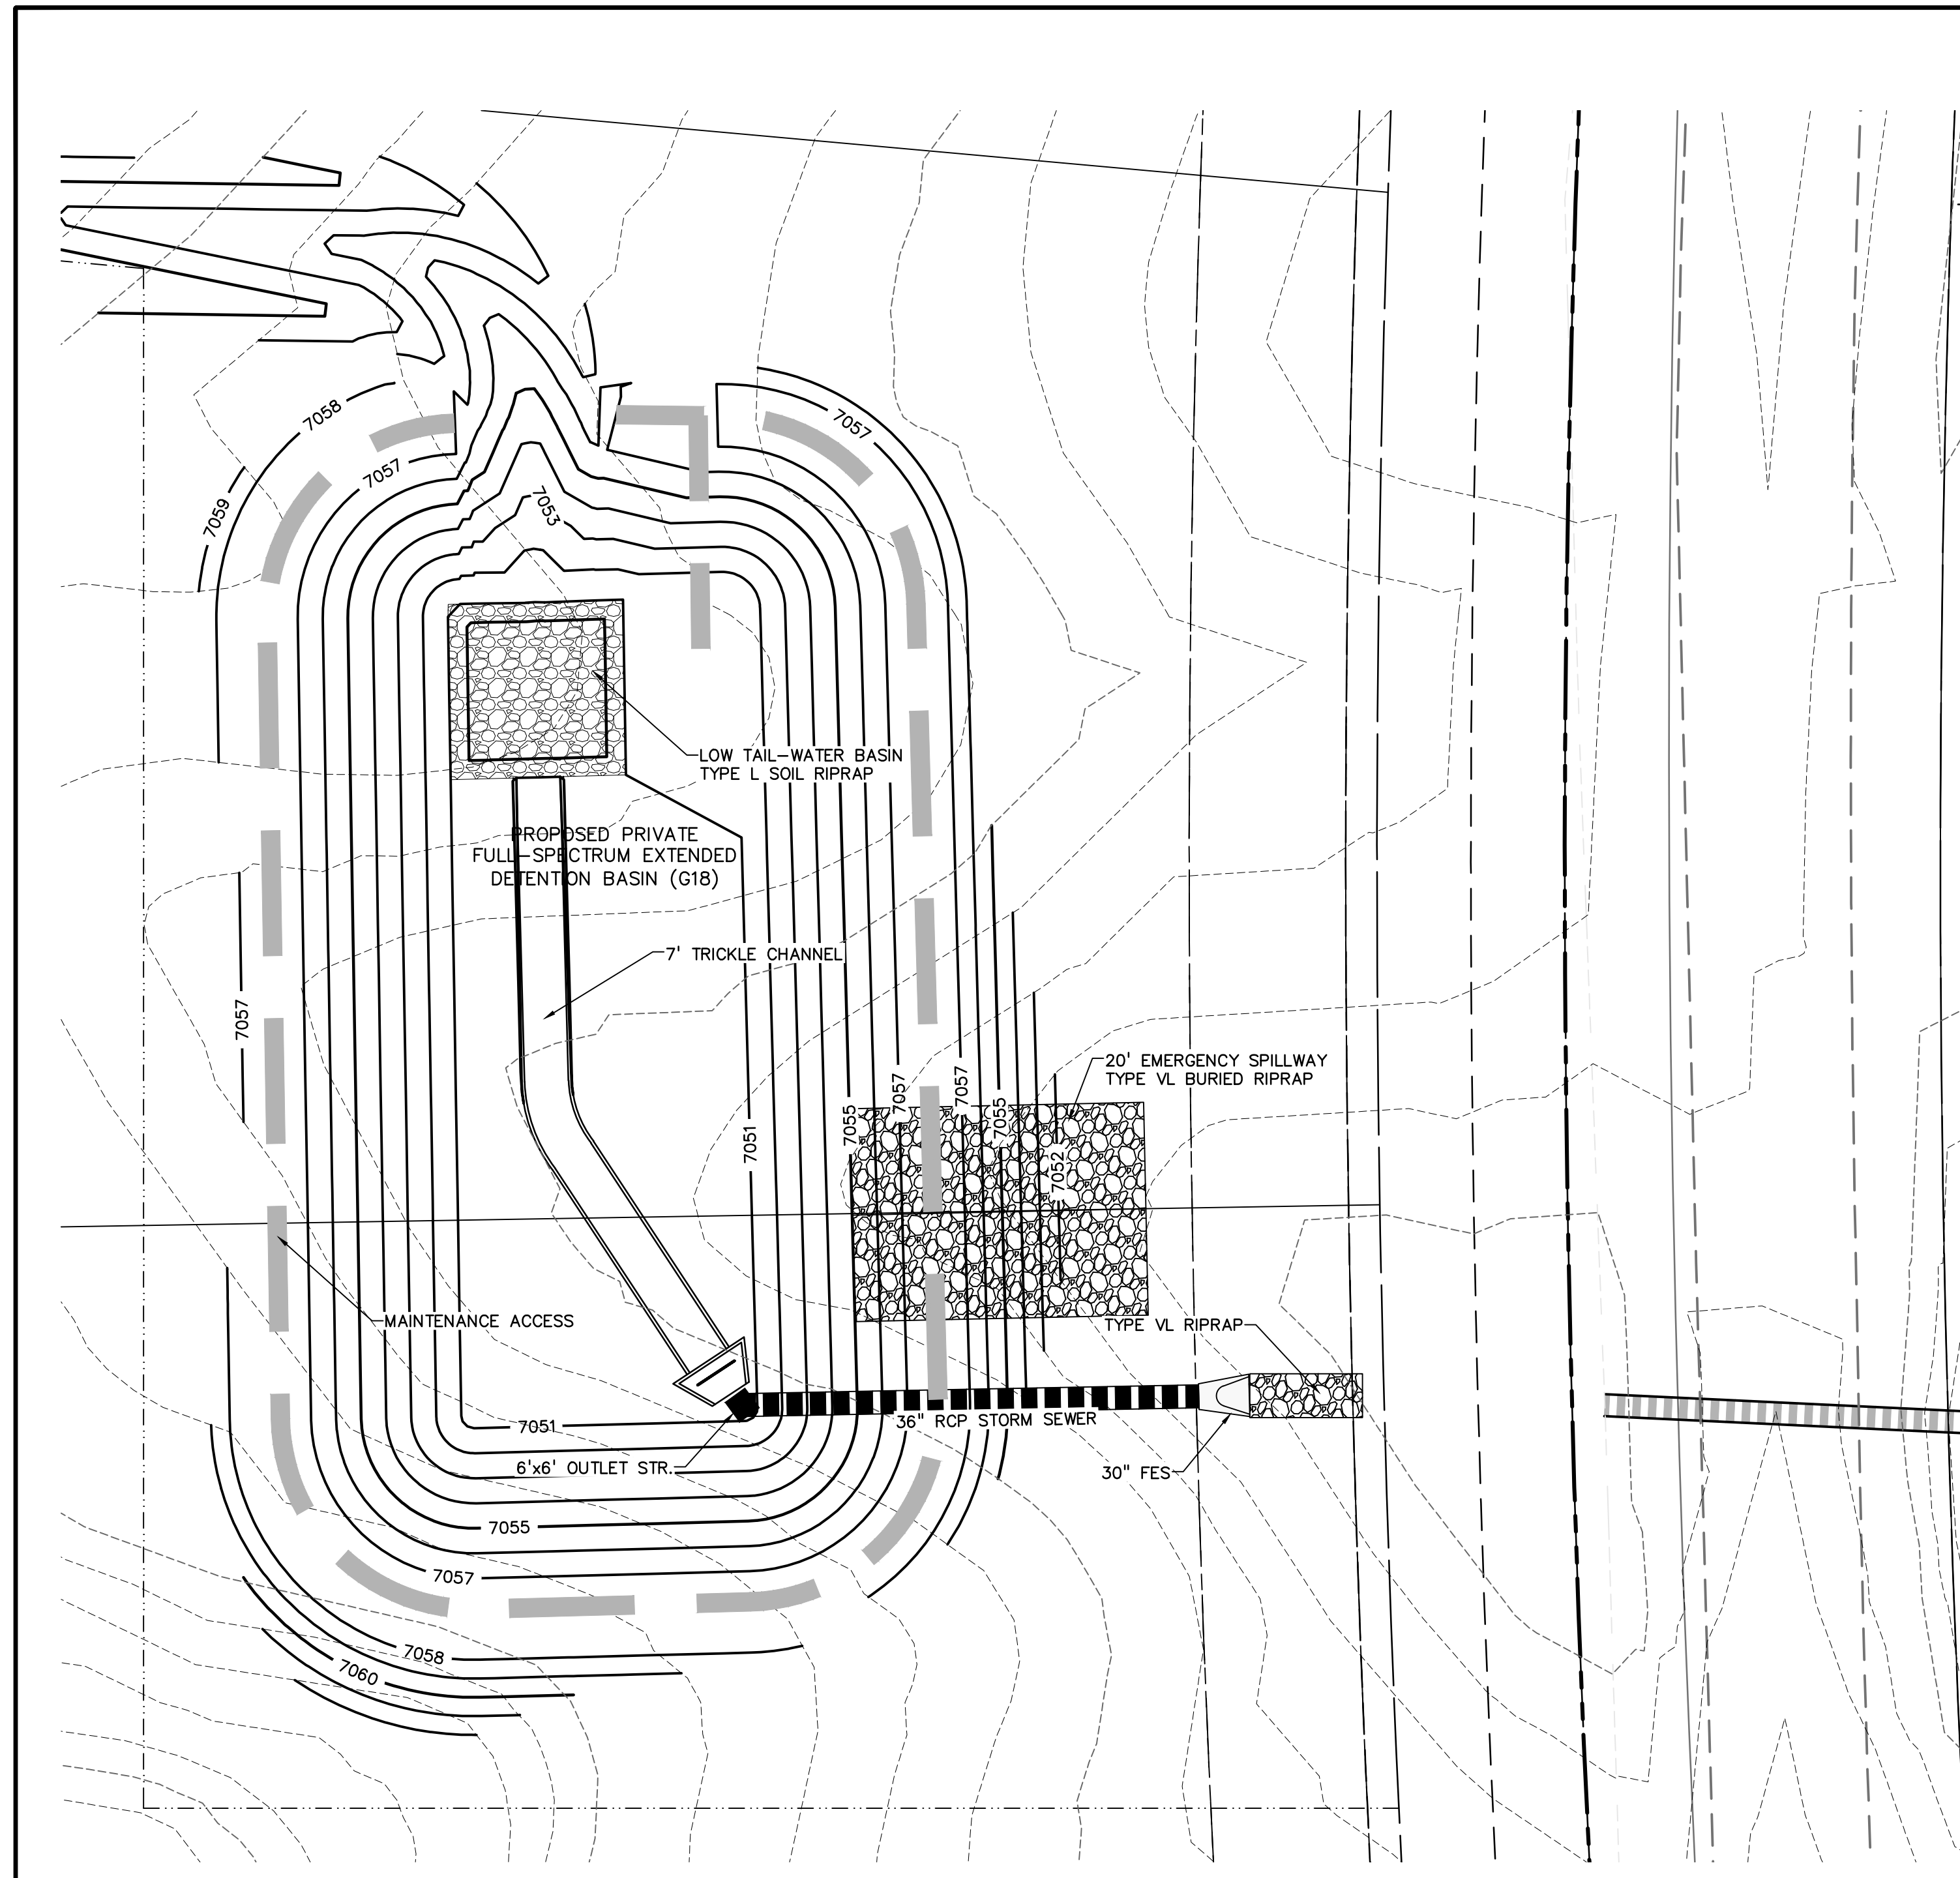 7058
7057
7057
7059
7053
LOW TAIL-WATER BASIN
TYPE L SOIL RIPRAP
PROPOSED PRIVATE
FULL-SPECTRUM EXTENDED
DETENTION BASIN (G18)
7' TRICKLE CHANNEL
7057
20' EMERGENCY SPILLWAY
TYPE VL BURIED RIPRAP
7057
7057
7055
7055
7051
7052
MAINTENANCE ACCESS
TYPE VL RIPRAP
36" RCP STORM SEWER
7051
6'x6' OUTLET STR.
30" FES
7055
7057
7058
7060